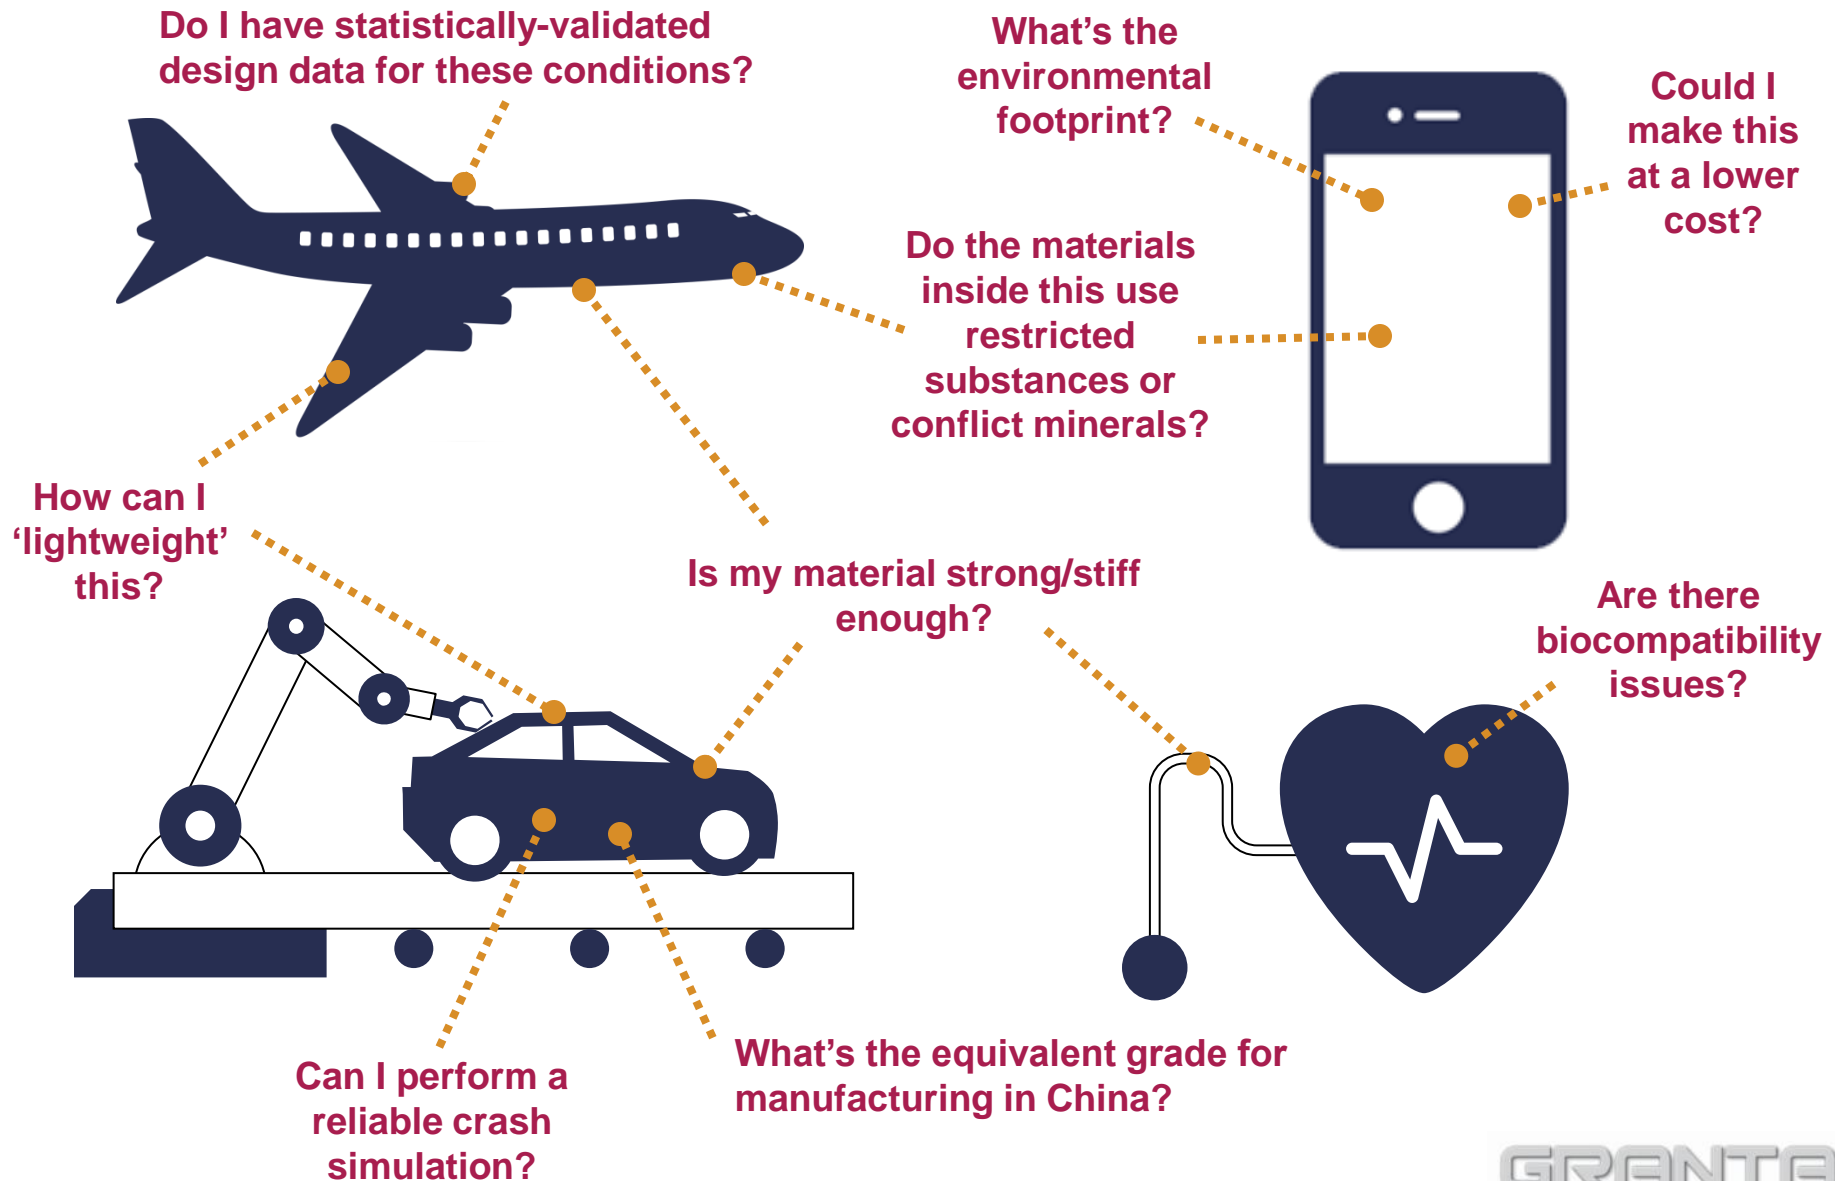 Do I have statistically-validated
design data for these conditions?
What's the
environmental
footprint?
Could I
make this
at a lower
cost?
Do the materials
inside this use
restricted
substances or
conflict minerals?
How can I
‘lightweight’
this?
Is my material strong/stiff
enough?
Are there
biocompatibility
issues?
Can I perform a
reliable crash
simulation?
What’s the equivalent grade for
manufacturing in China?
GRANTA